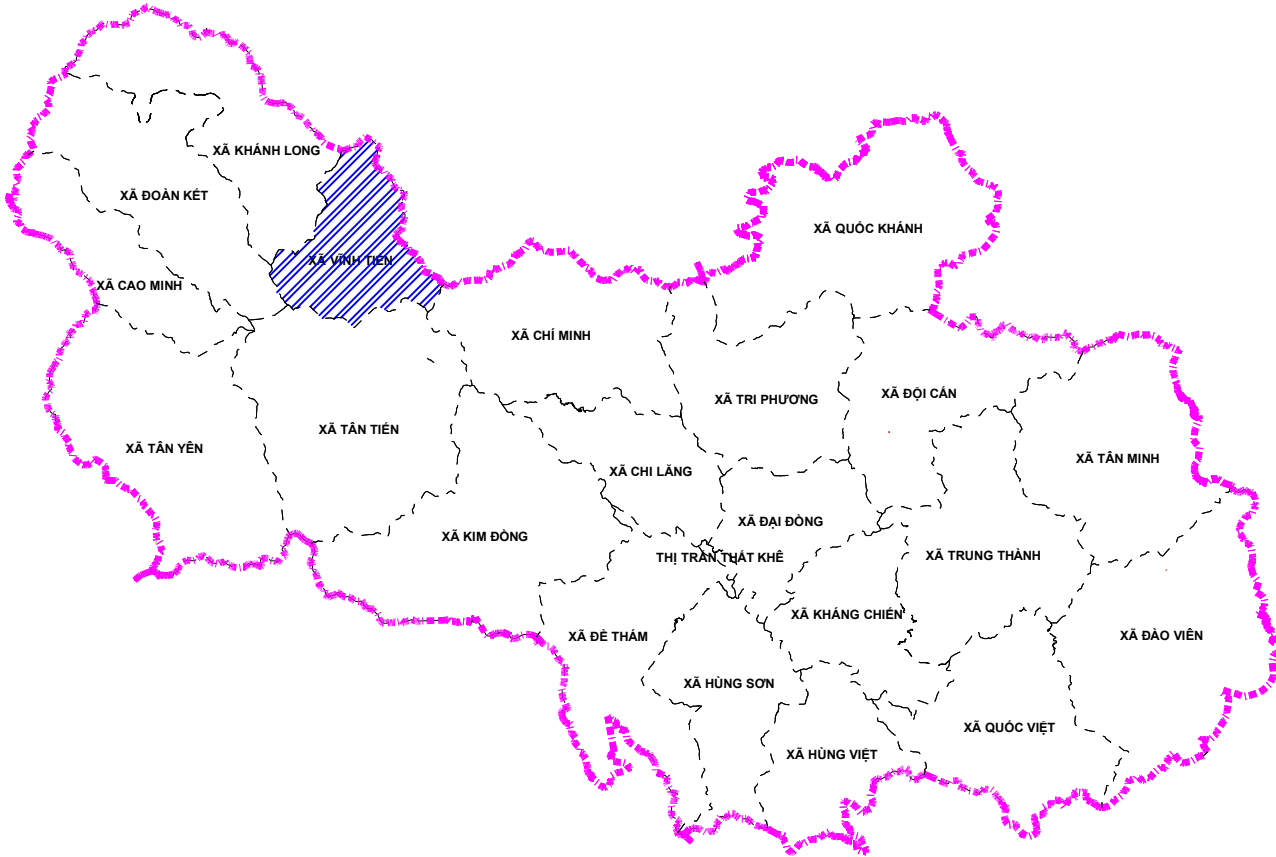 XÃ KHÁNH LONG
XÃ ĐOÀN KẾT
XÃ QUỐC KHÁNH
XÃ VĨNH TIẾN
XÃ CAO MINH
XÃ CHÍ MINH
XÃ ĐỘI CẤN
XÃ TRI PHƯƠNG
XÃ TÂN TIẾN
XÃ TÂN YÊN
XÃ TÂN MINH
XÃ CHI LĂNG
XÃ ĐẠI ĐỒNG
XÃ KIM ĐỒNG
THỊ TRẤN THẤT KHÊ
XÃ TRUNG THÀNH
XÃ KHÁNG CHIẾN
XÃ ĐỀ THÁM
XÃ ĐÀO VIÊN
XÃ HÙNG SƠN
XÃ QUỐC VIỆT
XÃ HÙNG VIỆT